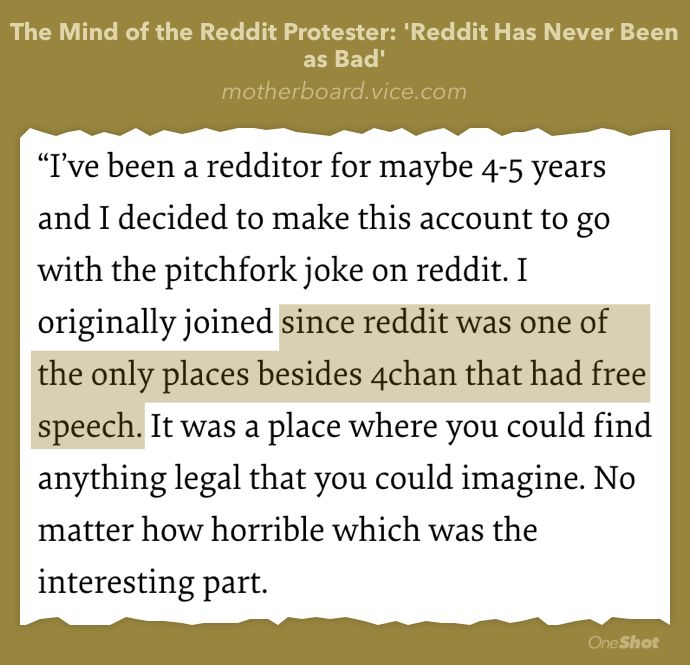 The Mind of the Reddit Protester: 'Reddit Has Never Been
as Bad'
motherboard.vice.com
“I’ve been a redditor for maybe 4-5 years
and I decided to make this account to go
with the pitchfork joke on reddit. I
originally joined since reddit was one of
the only places besides 4chan that had free
speech. It was a place where you could find
anything legal that you could imagine. No
matter how horrible which was the
interesting part.
OneShot